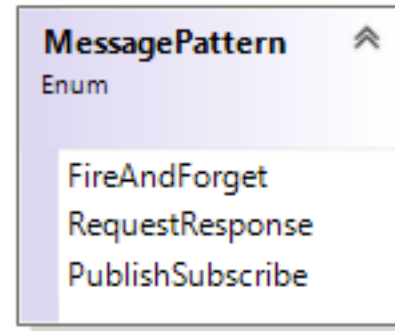 MessagePattern
Enum
FireAndForget
RequestResponse
PublishSubscribe